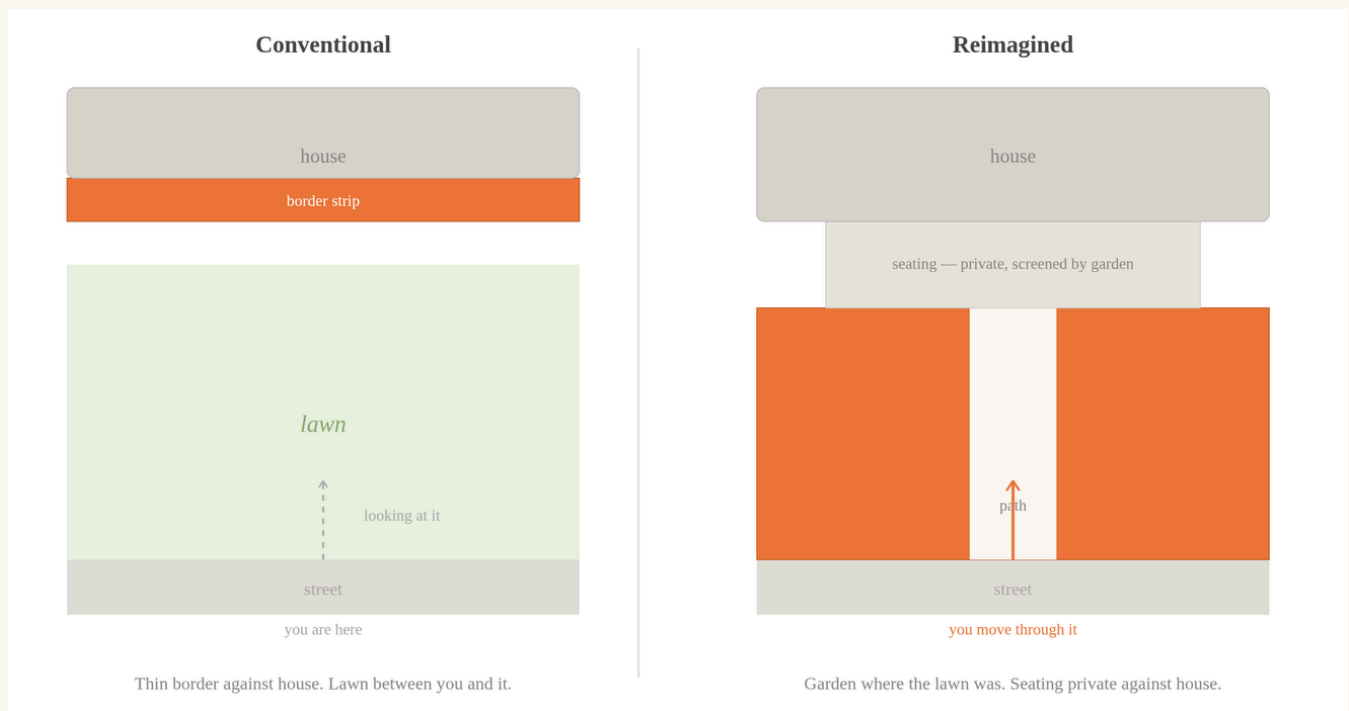 Conventional
house
border strip
lawn
looking at it
street
you are here
Thin border against house. Lawn between you and it.
Reimagined
house
seating — private, screened by garden
path
street
you move through it
Garden where the lawn was. Seating private against house.